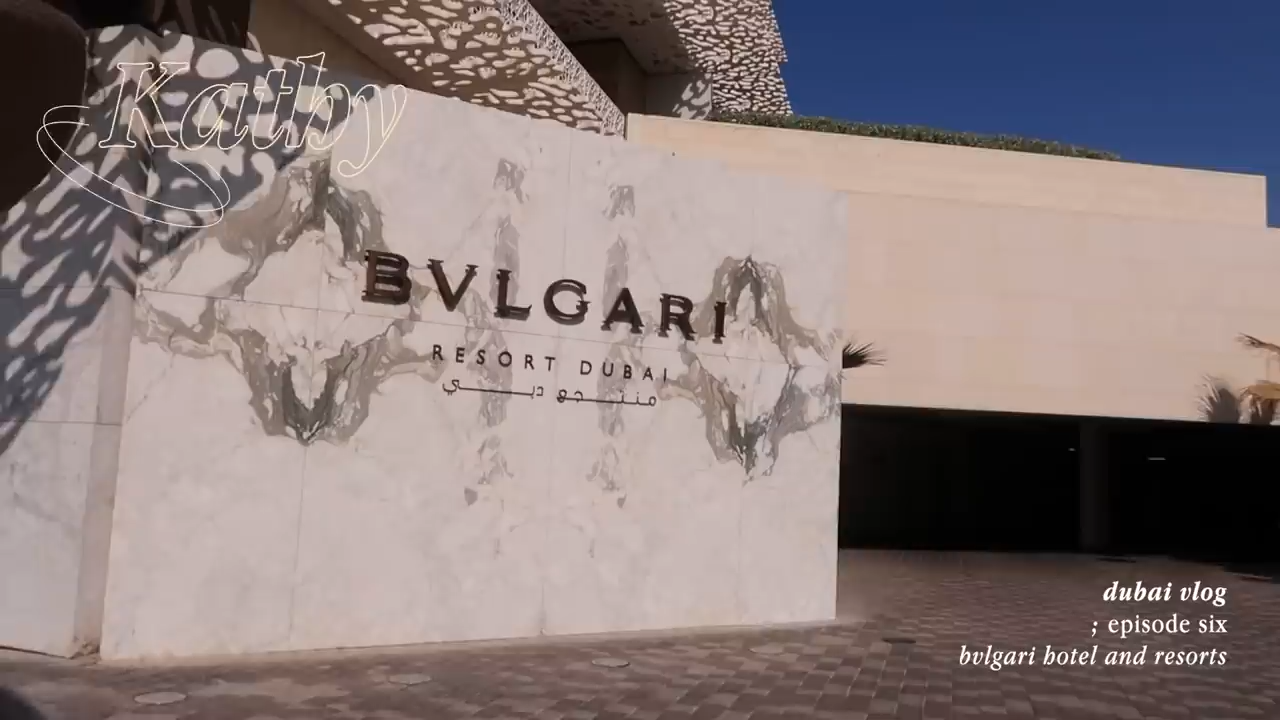 Kathy
BVLGARI
RESORT DUBAI
منتجع دبي
dubai vlog
; episode six
bvlgari hotel and resorts